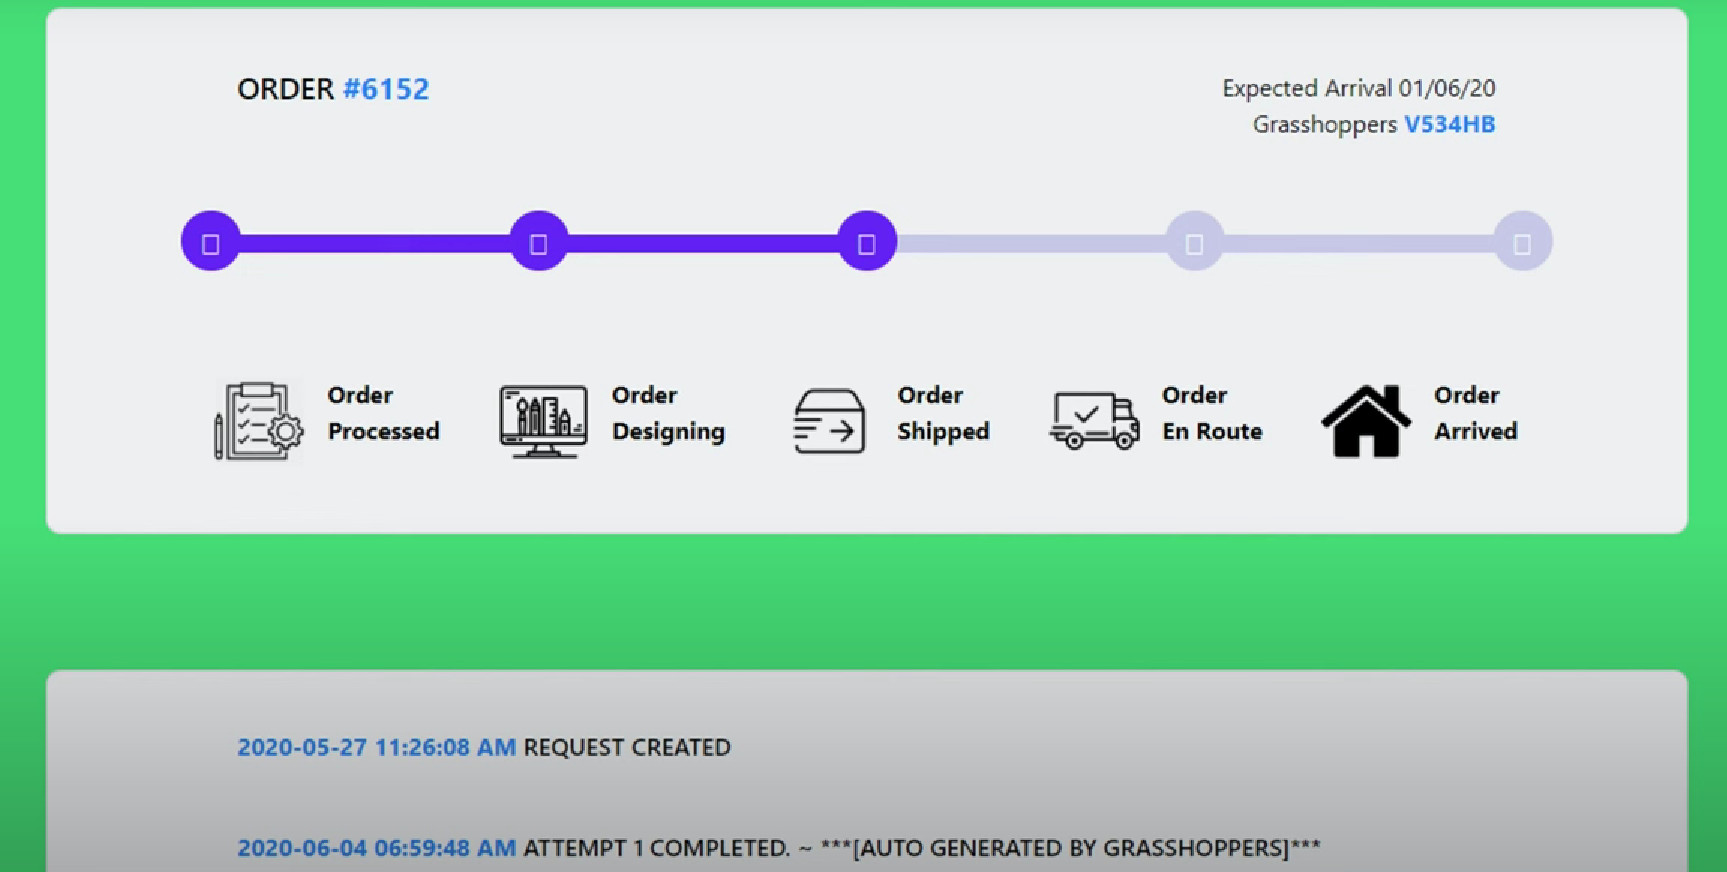 ORDER #6152
Expected Arrival 01/06/20
Grasshoppers V534HB
Order
Processed
Order
Designing
Order
Shipped
Order
En Route
Order
Arrived
2020-05-27 11:26:08 AM REQUEST CREATED
2020-06-04 06:59:48 AM ATTEMPT 1 COMPLETED. ~ ***[AUTO GENERATED BY GRASSHOPPERS]***